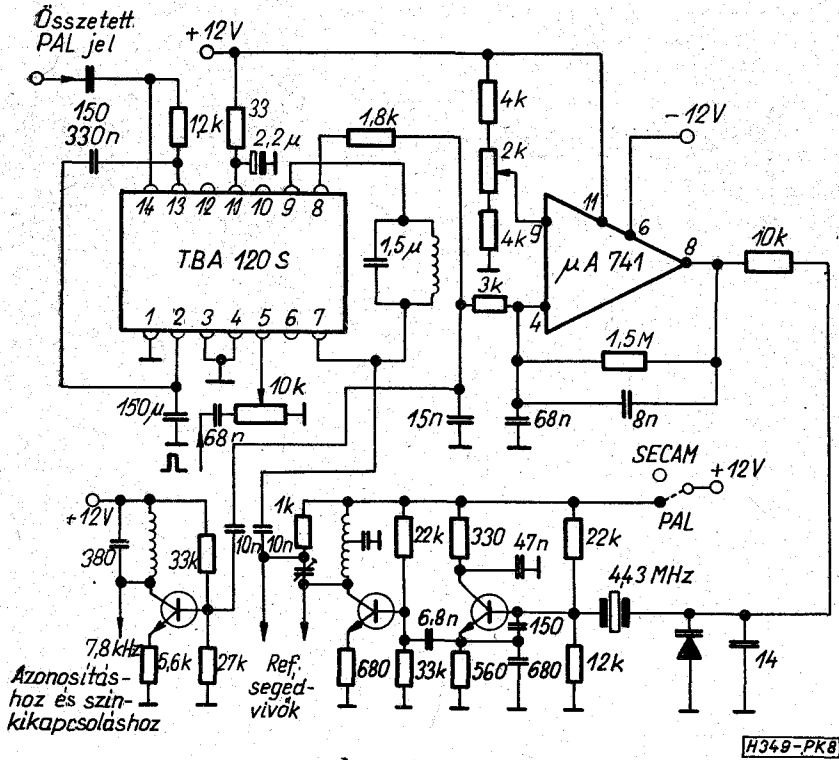 Összetett
PAL jel
+12V
150
330n
12k
33
2,2µ
1,8k
4k
2k
4k
-12V
14 13 12 11 10 9 8
TBA 120 S
1 2 3 4 5 6 7
1,5µ
11
6
9
8
4
µA 741
10k
3k
1,5M
150µ
68n
10k
15n
68n
8n
SECAM
+12V
PAL
+12V
380
33k
10n
10n
1k
22k
330
47n
22k
4,43 MHz
6,8n
150
7,8kHz
5,6k
27k
680
33k
560
680
12k
14
Azonosítás-
hoz és szín-
kikapcsoláshoz
Ref.
segéd-
vivők
H349-PK8